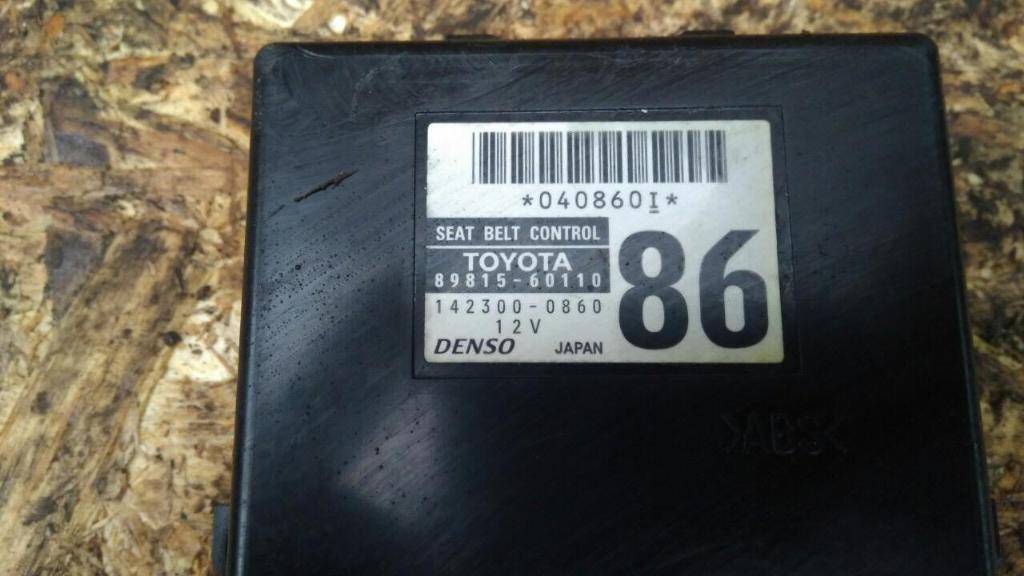 *040860I*
SEAT BELT CONTROL
TOYOTA
89815-60110
142300-0860
12V
DENSO JAPAN
86
>ABS<